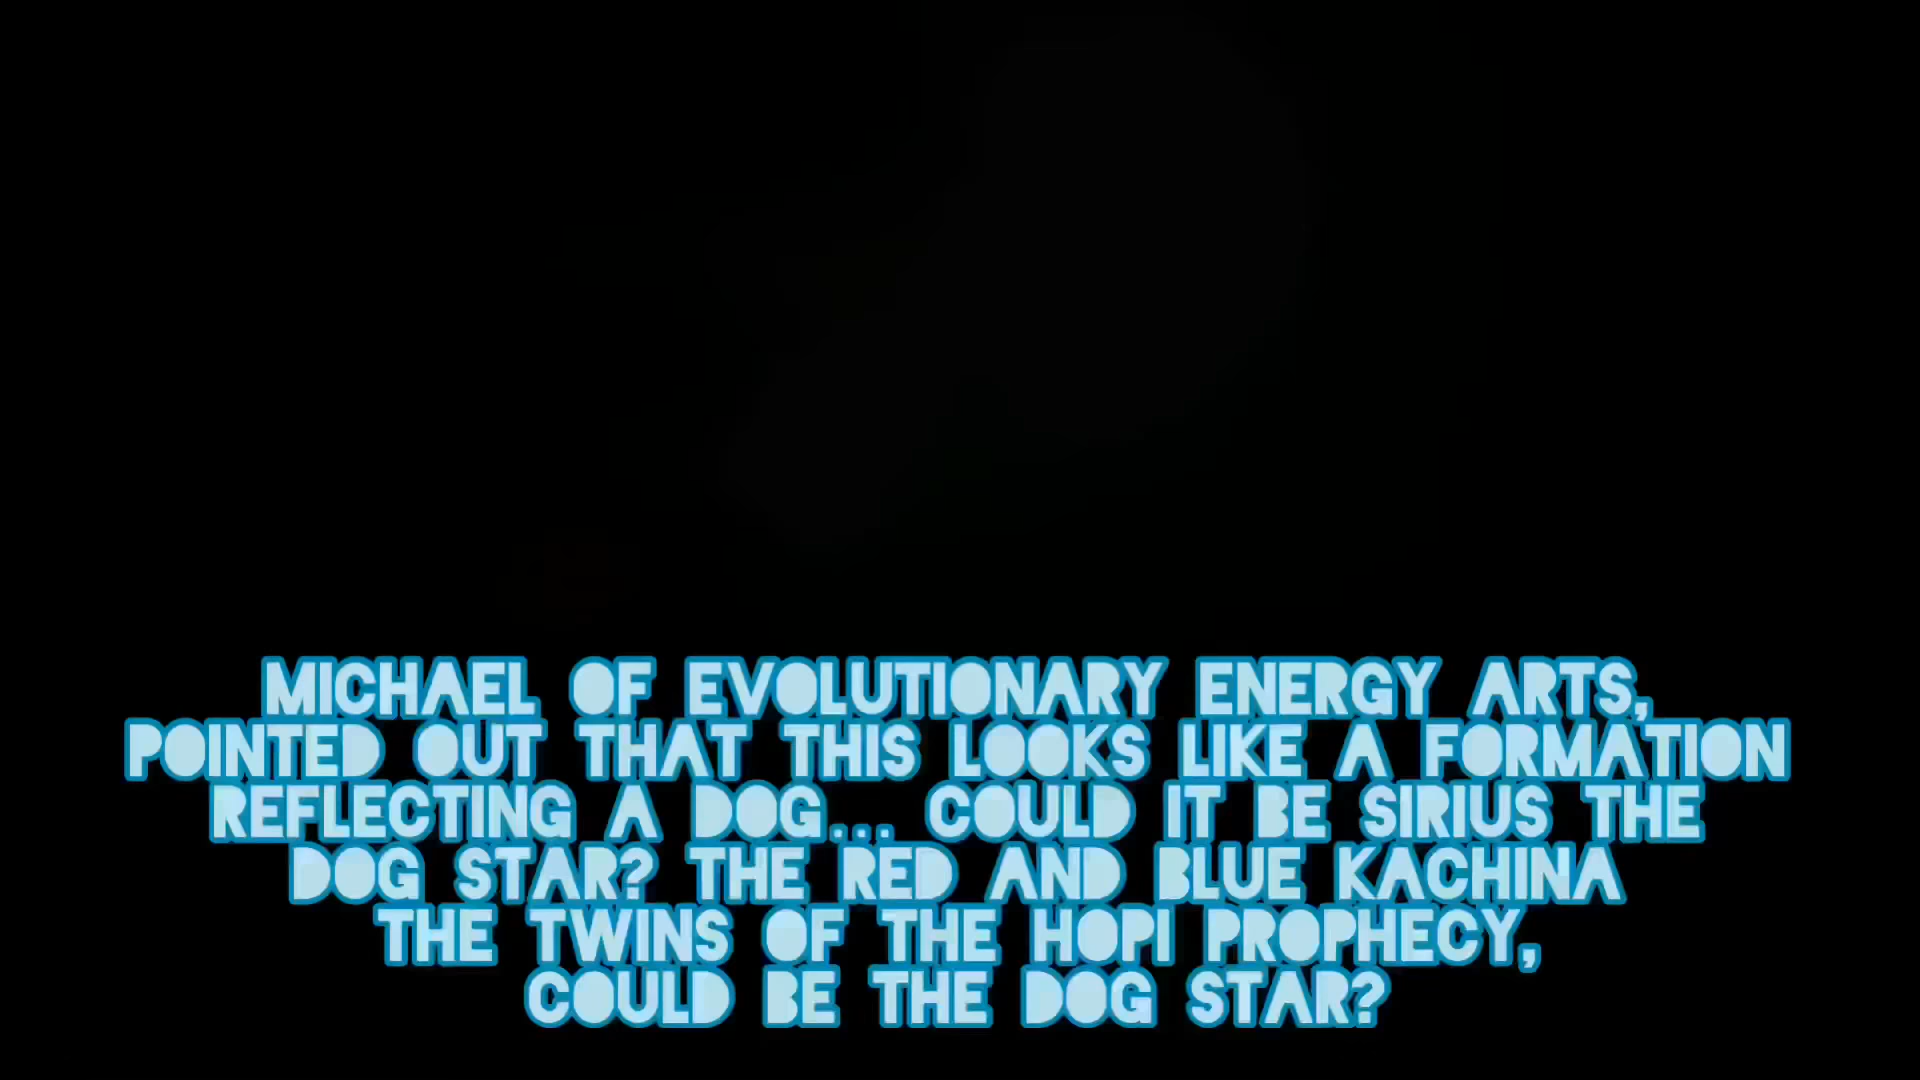 MICHAEL OF EVOLUTIONARY ENERGY ARTS,
POINTED OUT THAT THIS LOOKS LIKE A FORMATION
REFLECTING A DOG... COULD IT BE SIRIUS THE
DOG STAR? THE RED AND BLUE KACHINA
THE TWINS OF THE HOPI PROPHECY,
COULD BE THE DOG STAR?